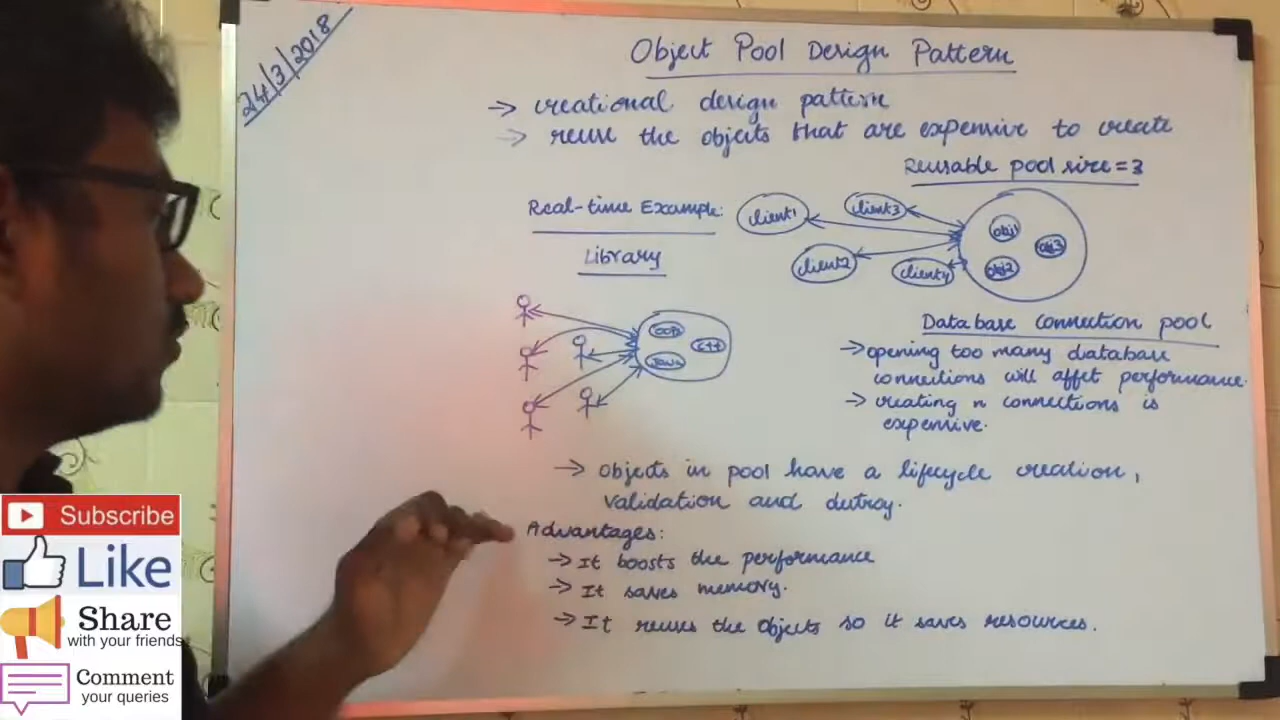 24/3/2018
Object Pool Design Pattern
→ creational design pattern
→ reuse the objects that are expensive to create
Reusable pool size = 3
Real-time Example:
Library
client1
client3
client2
client4
obj1
obj3
obj2
oops
C++
Java
Database connection pool
→ opening too many database
connections will affet performance.
→ creating n connections is
expensive.
→ Objects in pool have a lifecycle creation,
validation and destroy.
Advantages:
→ It boosts the performance
→ It saves memory.
→ It reuses the objects so it saves resources.
Subscribe
Like
Share
with your friends
Comment
your queries